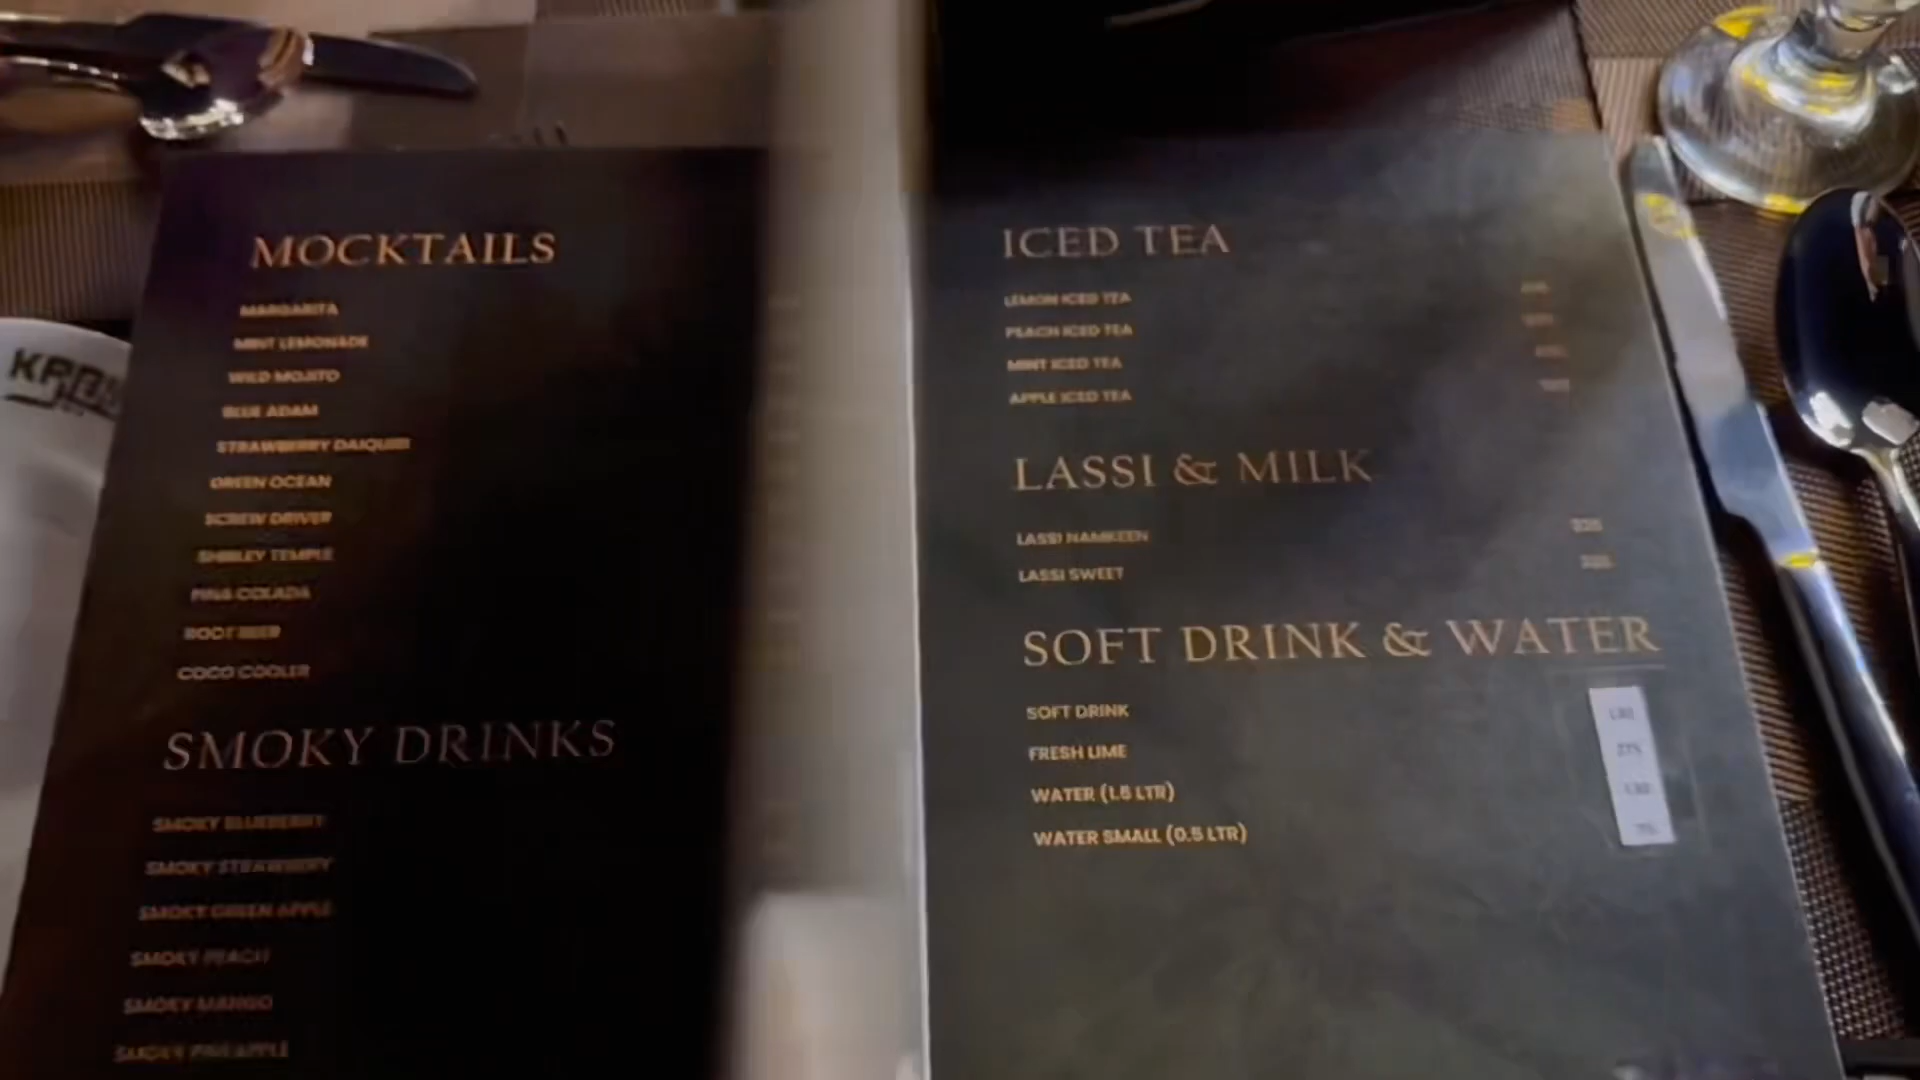 MOCKTAILS
MARGARITA
MINT LEMONADE
WILD MOJITO
BLUE ADAM
STRAWBERRY DAIQUIRI
GREEN OCEAN
SCREW DRIVER
SHIRLEY TEMPLE
PINA COLADA
ROOT BEER
COCO COOLER
SMOKY DRINKS
SMOKY BLUEBERRY
SMOKY STRAWBERRY
SMOKY GREEN APPLE
SMOKY PEACH
SMOKY MANGO
SMOKY PINEAPPLE
ICED TEA
LEMON ICED TEA
PEACH ICED TEA
MINT ICED TEA
APPLE ICED TEA
LASSI & MILK
LASSI NAMKEEN
LASSI SWEET
SOFT DRINK & WATER
SOFT DRINK
FRESH LIME
WATER (1.5 LTR)
WATER SMALL (0.5 LTR)